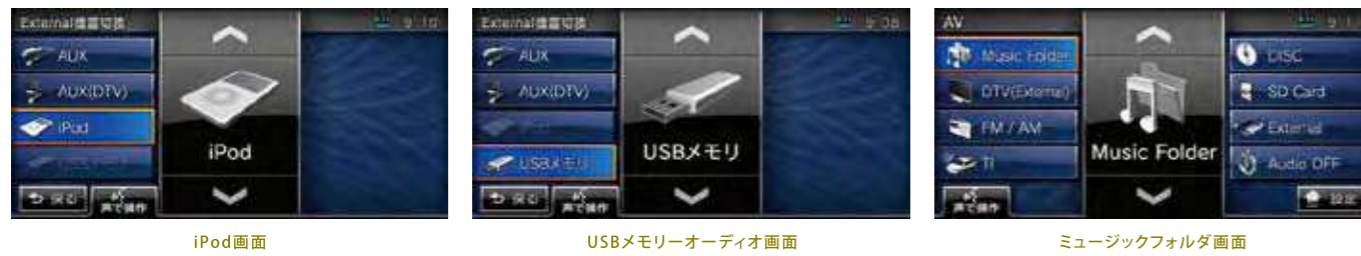 External機器切換
9:10
AUX
AUX(DTV)
iPod
iPod
戻る
声で操作
iPod画面
External機器切換
9:08
AUX
AUX(DTV)
iPod
USBメモリ
USBメモリ
戻る
声で操作
USBメモリーオーディオ画面
AV
Music Folder
DTV(External)
FM / AM
TI
Music Folder
DISC
SD Card
External
Audio OFF
声で操作
設定
ミュージックフォルダ画面